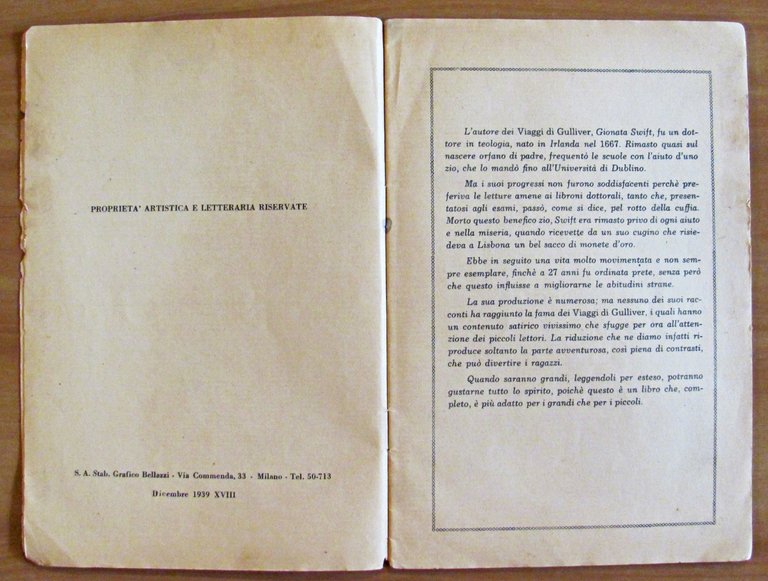 PROPRIETA' ARTISTICA E LETTERARIA RISERVATE
S. A. Stab. Grafico Bellazzi - Via Commenda, 33 - Milano - Tel. 50-713
Dicembre 1939 XVIII
L'autore dei Viaggi di Gulliver, Gionata Swift, fu un dot-
tore in teologia, nato in Irlanda nel 1667. Rimasto quasi sul
nascere orfano di padre, frequentò le scuole con l'aiuto d'uno
zio, che lo mandò fino all'Università di Dublino.
Ma i suoi progressi non furono soddisfacenti perchè pre-
feriva le letture amene ai libroni dottorali, tanto che, presen-
tatosi agli esami, passò, come si dice, pel rotto della cuffia.
Morto questo benefico zio, Swift era rimasto privo di ogni aiuto
e nella miseria, quando ricevette da un suo cugino che risie-
deva a Lisbona un bel sacco di monete d'oro.
Ebbe in seguito una vita molto movimentata e non sem-
pre esemplare, finchè a 27 anni fu ordinata prete, senza però
che questo influisse a migliorarne le abitudini strane.
La sua produzione è numerosa; ma nessuno dei suoi rac-
conti ha raggiunto la fama dei Viaggi di Gulliver, i quali hanno
un contenuto satirico vivissimo che sfugge per ora all'atten-
zione dei piccoli lettori. La riduzione che ne diamo infatti ri-
produce soltanto la parte avventurosa, così piena di contrasti,
che può divertire i ragazzi.
Quando saranno grandi, leggendoli per esteso, potranno
gustarne tutto lo spirito, poichè questo è un libro che, com-
pleto, è più adatto per i grandi che per i piccoli.